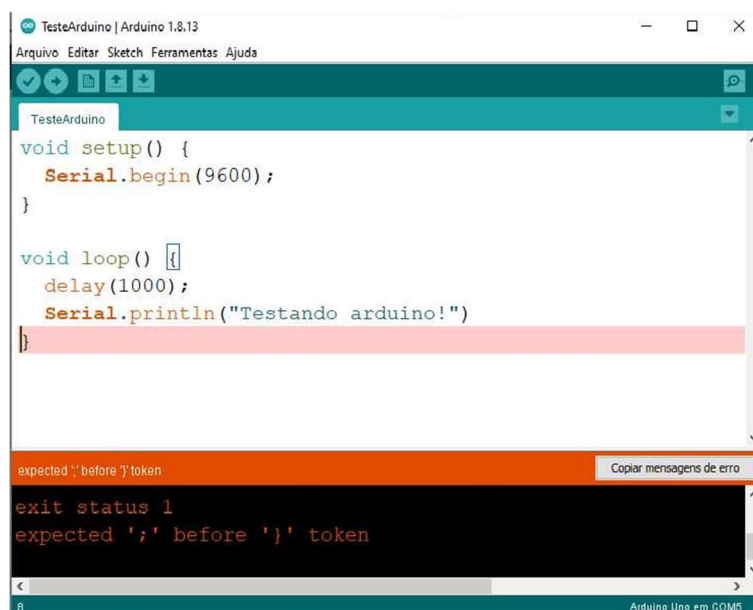 TesteArduino | Arduino 1.8.13
Arquivo Editar Sketch Ferramentas Ajuda
TesteArduino
void setup() {
  Serial.begin(9600);
}
void loop() {
  delay(1000);
  Serial.println("Testando arduino!")
}
expected ';' before '}' token
Copiar mensagens de erro
exit status 1
expected ';' before '}' token
8
Arduino Uno em COM5